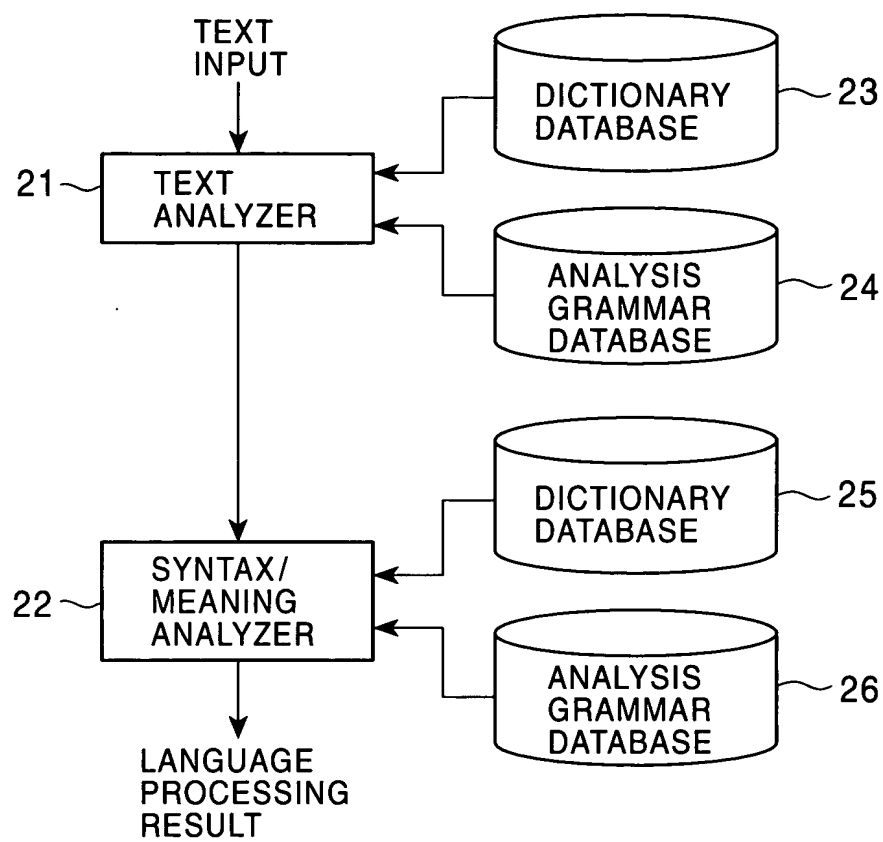 TEXT
INPUT
DICTIONARY
DATABASE
23
21
TEXT
ANALYZER
ANALYSIS
GRAMMAR
DATABASE
24
DICTIONARY
DATABASE
25
22
SYNTAX/
MEANING
ANALYZER
ANALYSIS
GRAMMAR
DATABASE
26
LANGUAGE
PROCESSING
RESULT